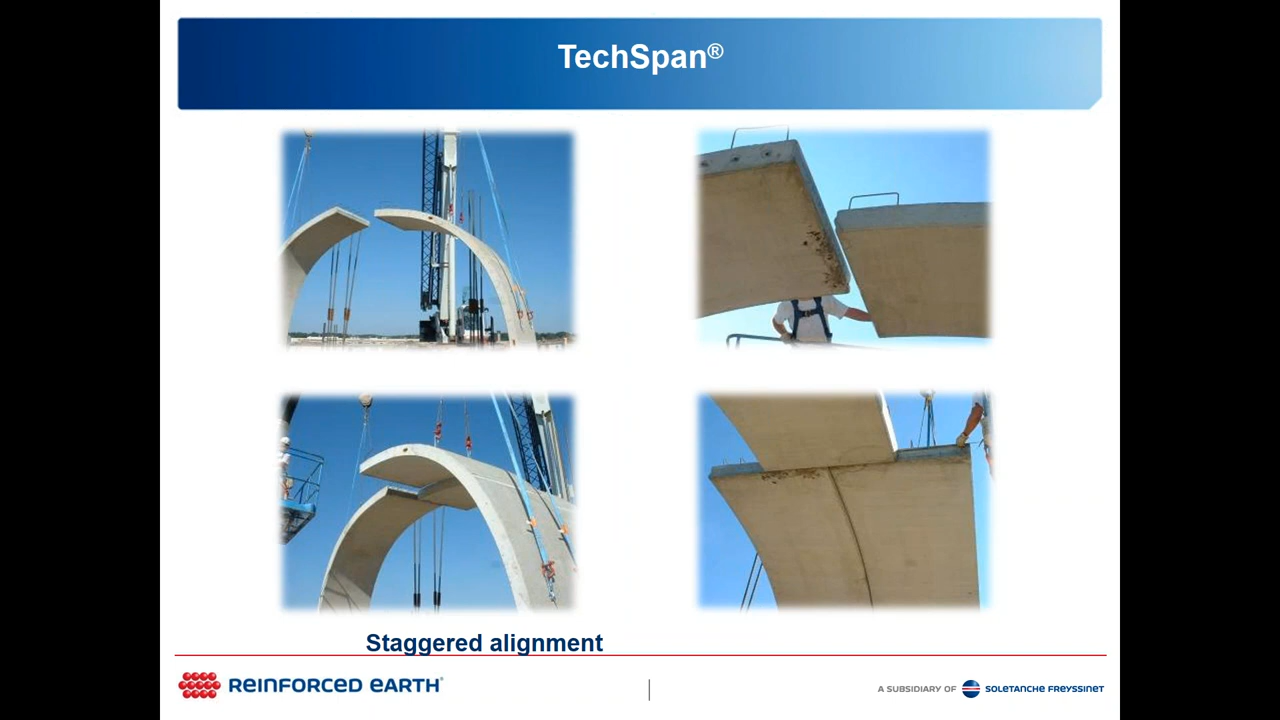 TechSpan®
Staggered alignment
REINFORCED EARTH®
A SUBSIDIARY OF SOLETANCHE FREYSSINET